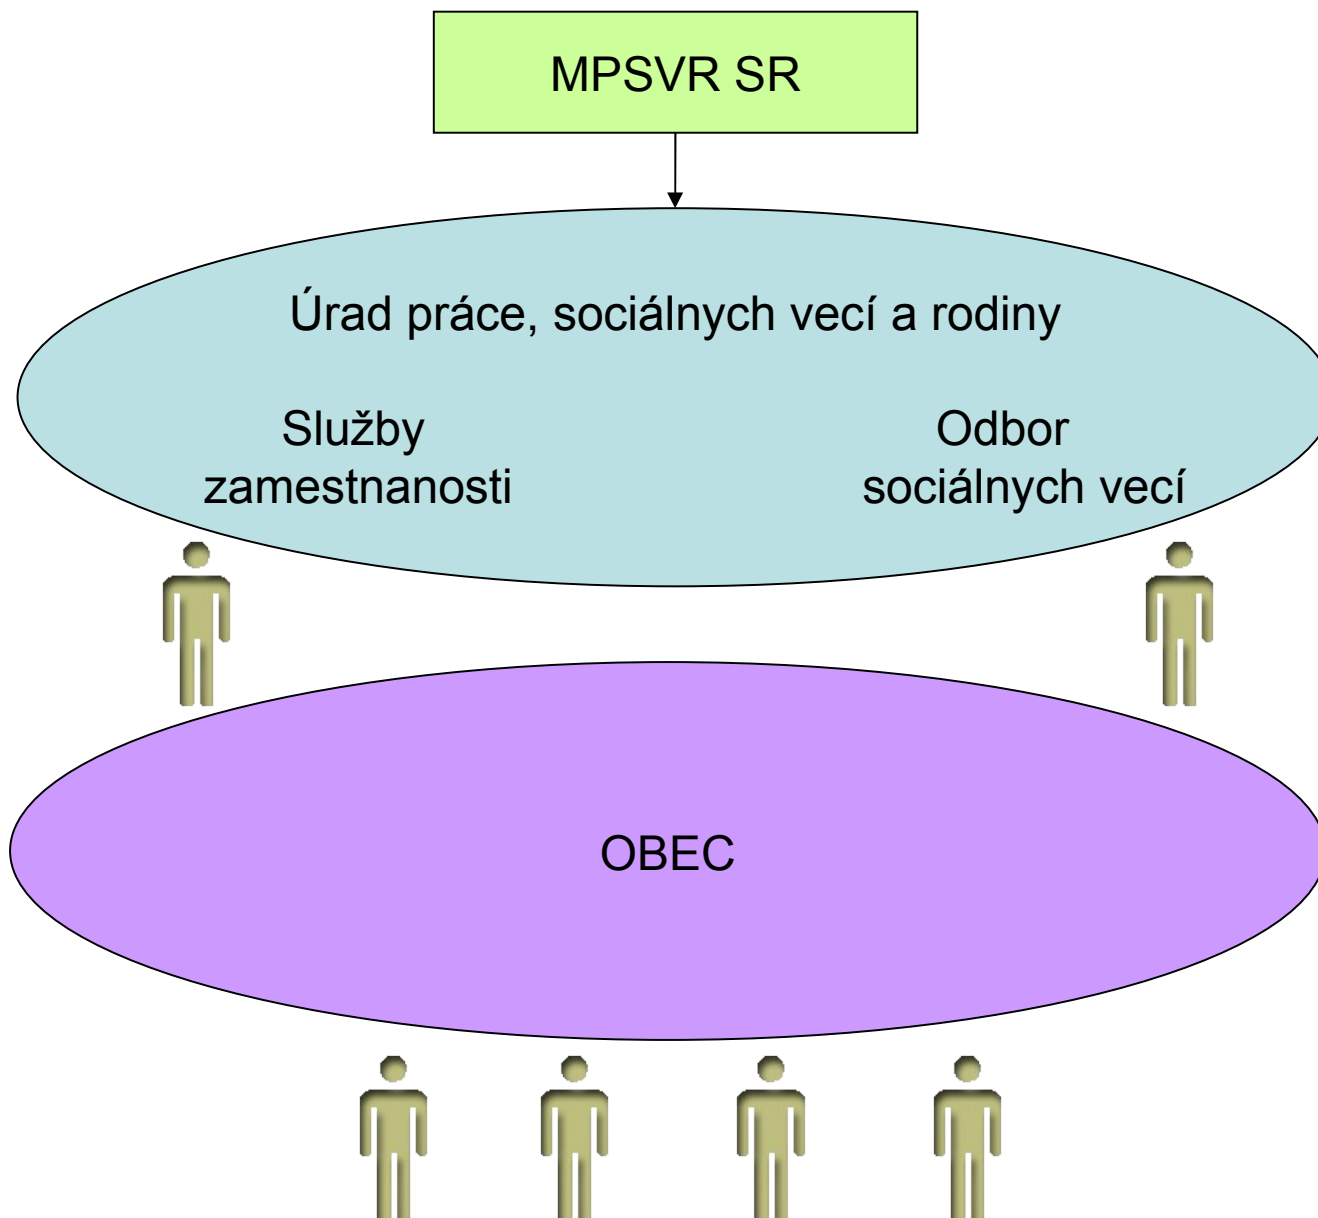 MPSVR SR
Úrad práce, sociálnych vecí a rodiny
Služby
zamestnanosti
Odbor
sociálnych vecí
OBEC